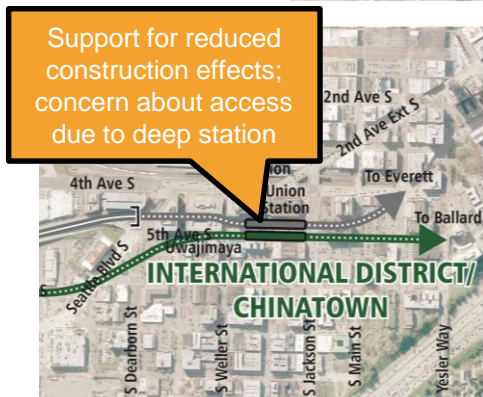 Support for reduced
construction effects;
concern about access
due to deep station
2nd Ave S
2nd Ave Ext S
Union
Station
To Everett
4th Ave S
To Ballard
5th Ave S
Uwajimaya
Seattle Blvd S
INTERNATIONAL DISTRICT/
CHINATOWN
S Dearborn St
S Weller St
S Jackson St
S Main St
Yesler Way